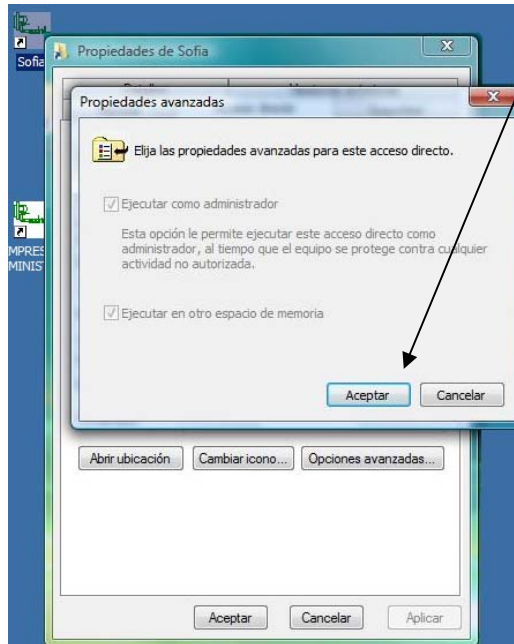 Sofia
Propiedades de Sofia
Propiedades avanzadas
Elija las propiedades avanzadas para este acceso directo.
Ejecutar como administrador
Esta opción le permite ejecutar este acceso directo como
administrador, al tiempo que el equipo se protege contra cualquier
actividad no autorizada.
Ejecutar en otro espacio de memoria
Aceptar Cancelar
MPRES
MINIS
Abrir ubicación Cambiar icono... Opciones avanzadas...
Aceptar Cancelar Aplicar